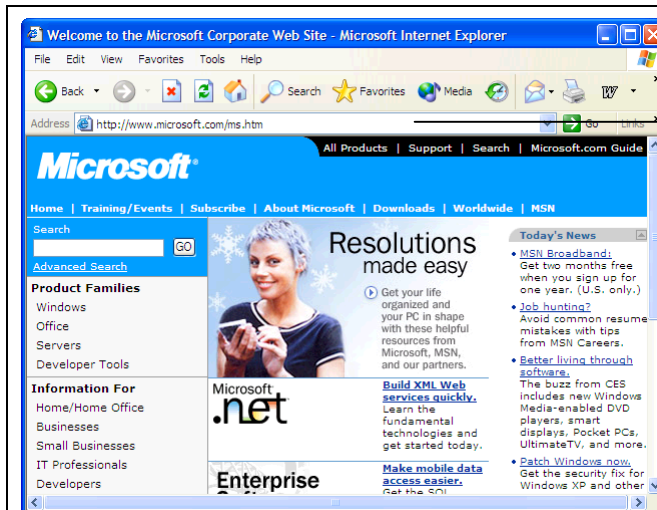 Welcome to the Microsoft Corporate Web Site - Microsoft Internet Explorer
File Edit View Favorites Tools Help
Back Search Favorites Media
Address http://www.microsoft.com/ms.htm Go Links
All Products | Support | Search | Microsoft.com Guide
Microsoft
Home | Training/Events | Subscribe | About Microsoft | Downloads | Worldwide | MSN
Search
GO
Advanced Search
Product Families
Windows
Office
Servers
Developer Tools
Information For
Home/Home Office
Businesses
Small Businesses
IT Professionals
Developers
Resolutions
made easy
Get your life
organized and
your PC in shape
with these helpful
resources from
Microsoft, MSN,
and our partners.
Microsoft
.net
Build XML Web
services quickly.
Learn the
fundamental
technologies and
get started today.
Enterprise
Make mobile data
access easier.
Get the SQL
Today's News
MSN Broadband:
Get two months free
when you sign up for
one year. (U.S. only.)
Job hunting?
Avoid common resume
mistakes with tips
from MSN Careers.
Better living through
software.
The buzz from CES
includes new Windows
Media-enabled DVD
players, smart
displays, Pocket PCs,
UltimateTV, and more.
Patch Windows now.
Get the security fix for
Windows XP and other